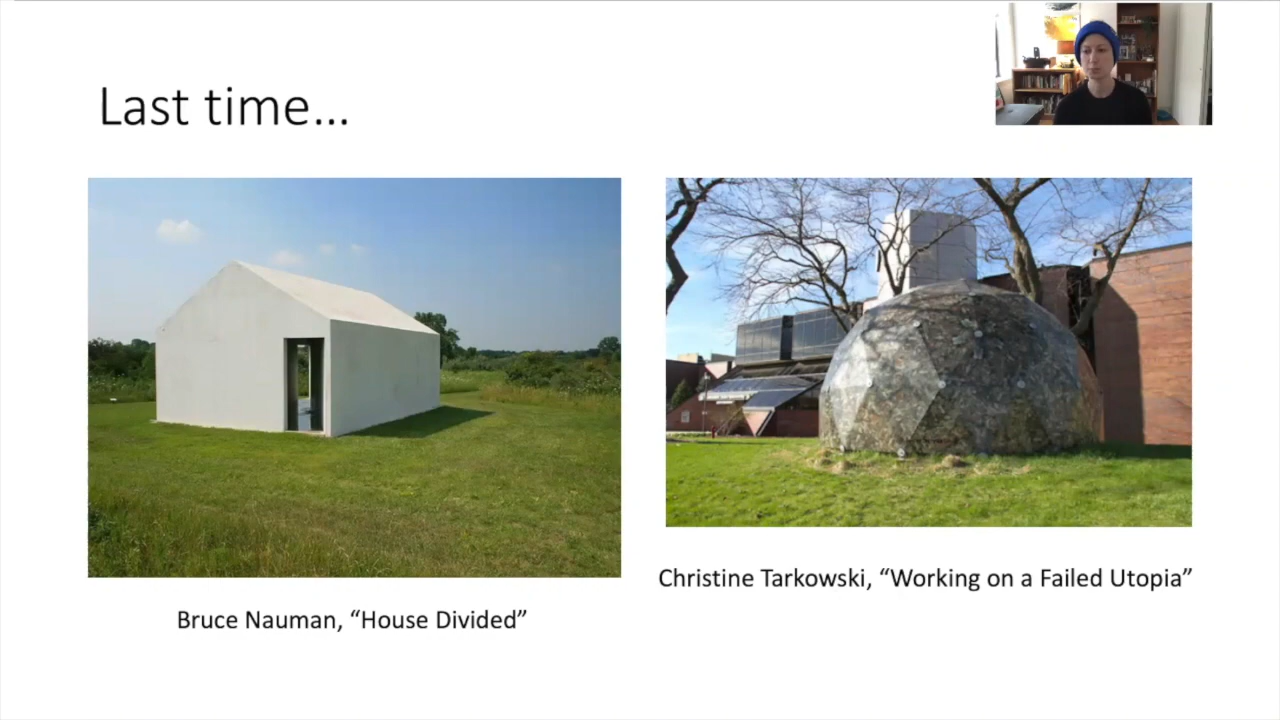 Last time...
Christine Tarkowski, “Working on a Failed Utopia”
Bruce Nauman, “House Divided”